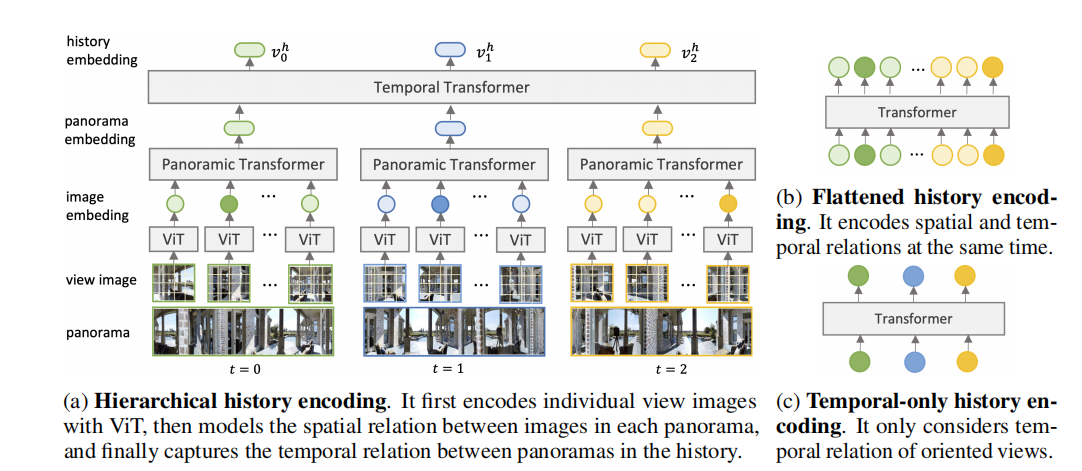 history
embedding
v₀ʰ
v₁ʰ
v₂ʰ
Temporal Transformer
panorama
embedding
Panoramic Transformer
Panoramic Transformer
Panoramic Transformer
image
embeding
...
...
...
ViT
ViT
...
ViT
ViT
ViT
...
ViT
ViT
ViT
...
ViT
view image
...
...
...
panorama
t = 0
t = 1
t = 2
(a) Hierarchical history encoding. It first encodes individual view images
with ViT, then models the spatial relation between images in each panorama,
and finally captures the temporal relation between panoramas in the history.
...
Transformer
...
(b) Flattened history encod-
ing. It encodes spatial and tem-
poral relations at the same time.
Transformer
(c) Temporal-only history en-
coding. It only considers tem-
poral relation of oriented views.